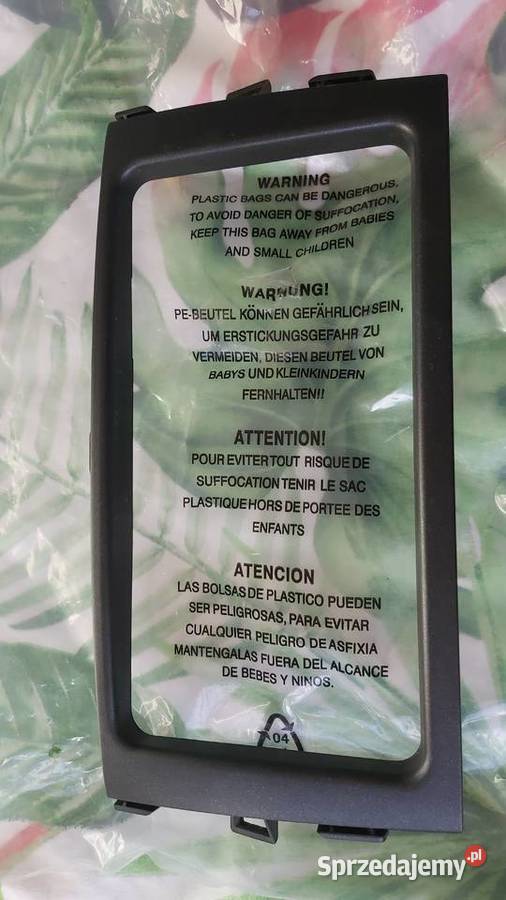 WARNING
PLASTIC BAGS CAN BE DANGEROUS.
TO AVOID DANGER OF SUFFOCATION,
KEEP THIS BAG AWAY FROM BABIES
AND SMALL CHILDREN
WARNUNG!
PE-BEUTEL KÖNNEN GEFÄHRLICH SEIN,
UM ERSTICKUNGSGEFAHR ZU
VERMEIDEN, DIESEN BEUTEL VON
BABYS UND KLEINKINDERN
FERNHALTEN!!
ATTENTION!
POUR EVITER TOUT RISQUE DE
SUFFOCATION TENIR LE SAC
PLASTIQUE HORS DE PORTEE DES
ENFANTS
ATENCION
LAS BOLSAS DE PLASTICO PUEDEN
SER PELIGROSAS, PARA EVITAR
CUALQUIER PELIGRO DE ASFIXIA
MANTENGALAS FUERA DEL ALCANCE
DE BEBES Y NINOS.
04
Sprzedajemy.pl